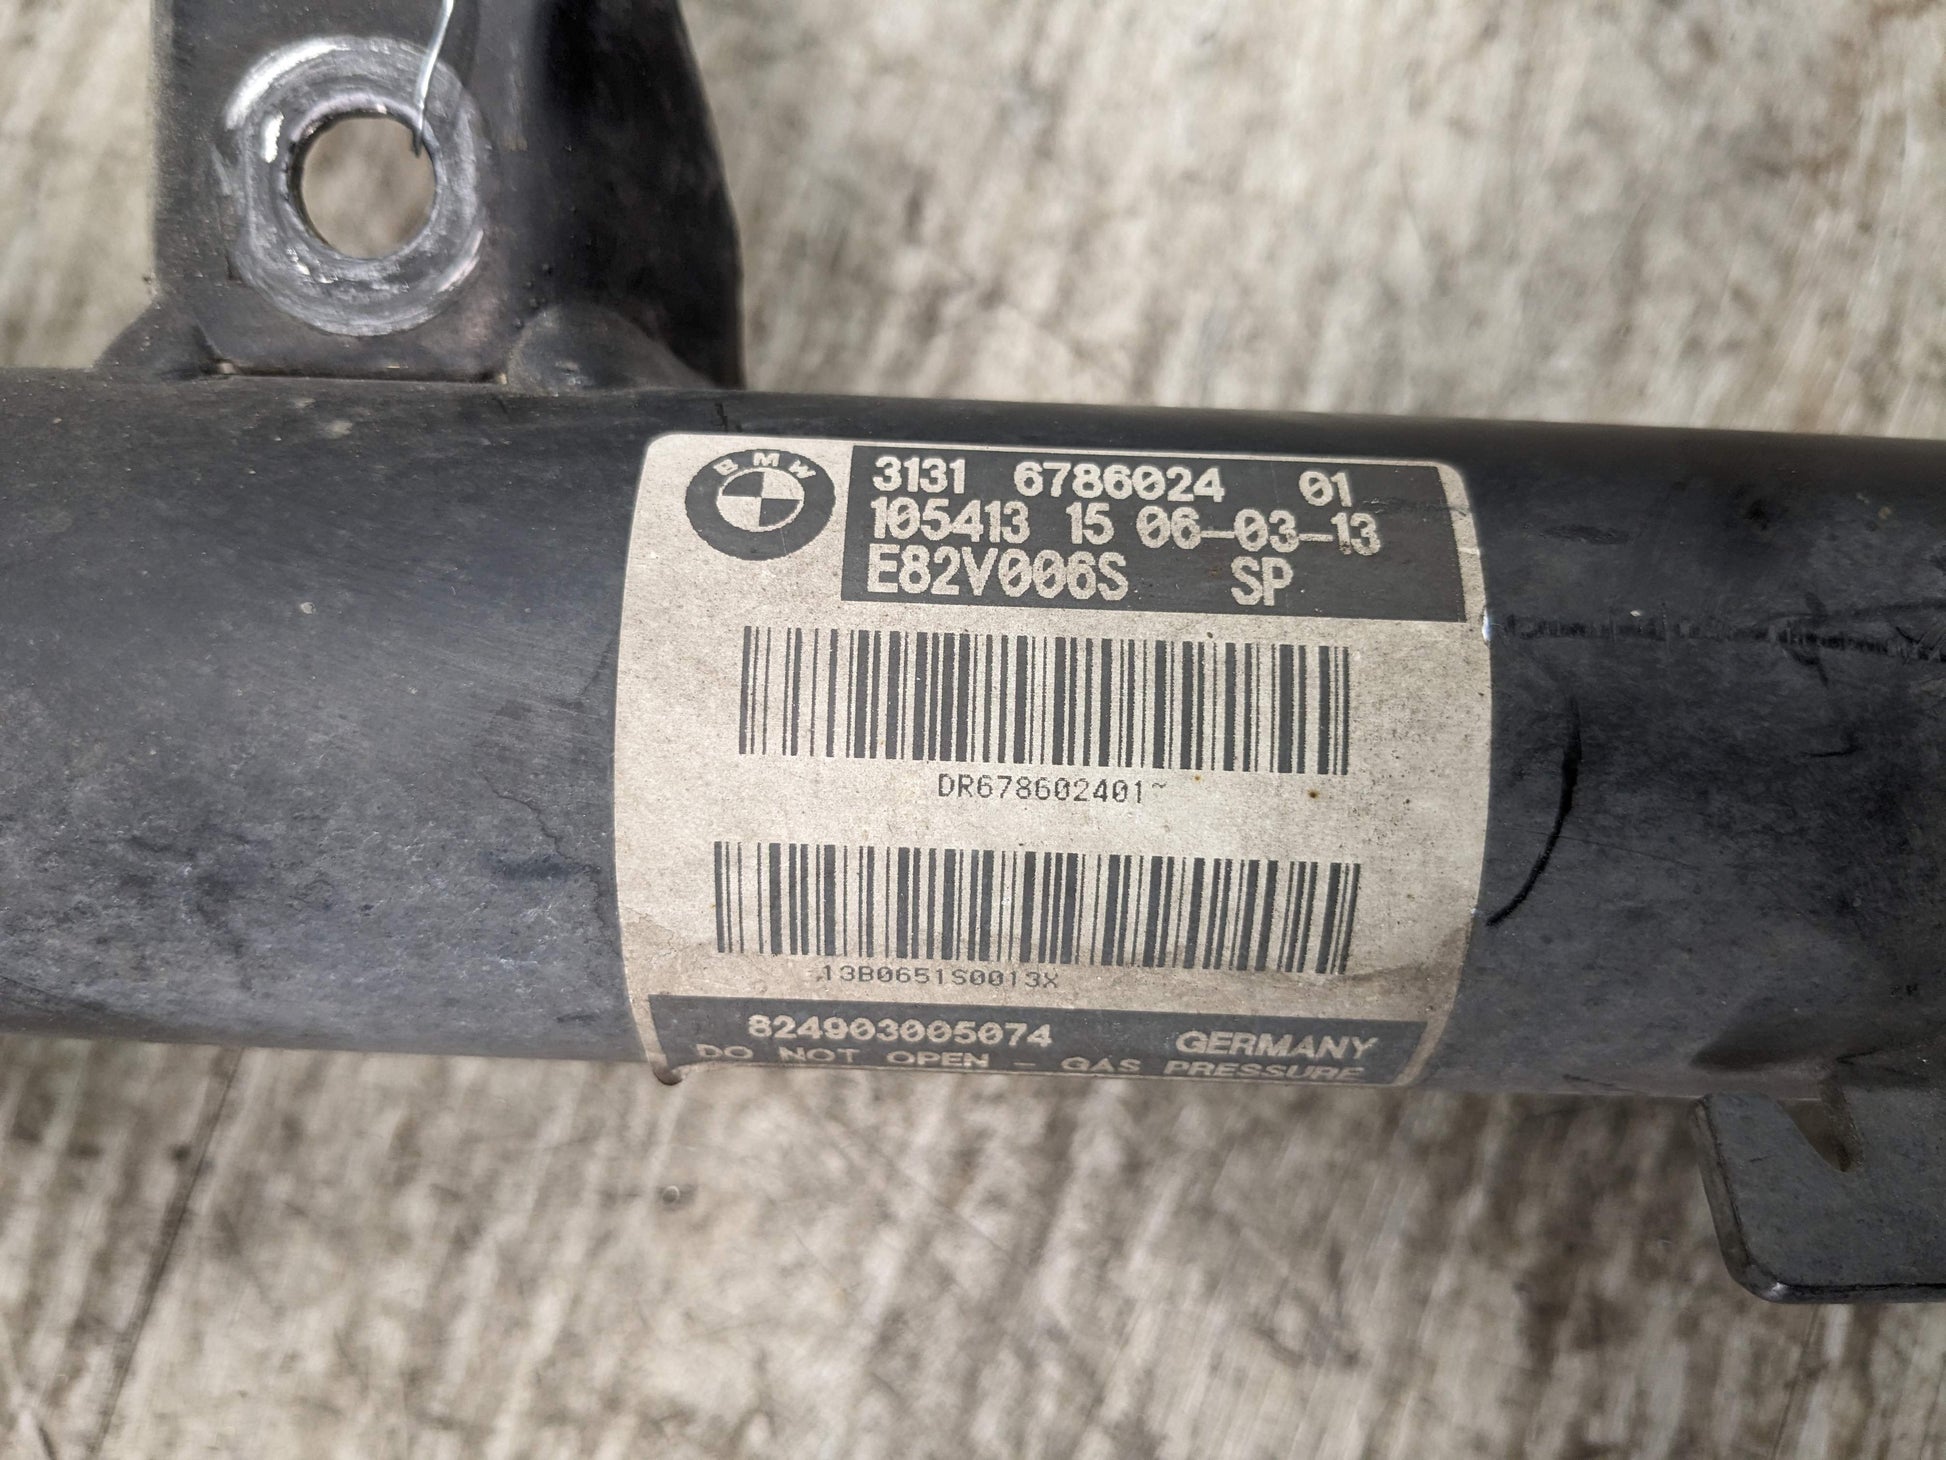 BMW
3131 6786024 01
105413 15 06-03-13
E82V006S SP
DR678602401~
13B0651S0013X
824903005074 GERMANY
DO NOT OPEN - GAS PRESSURE